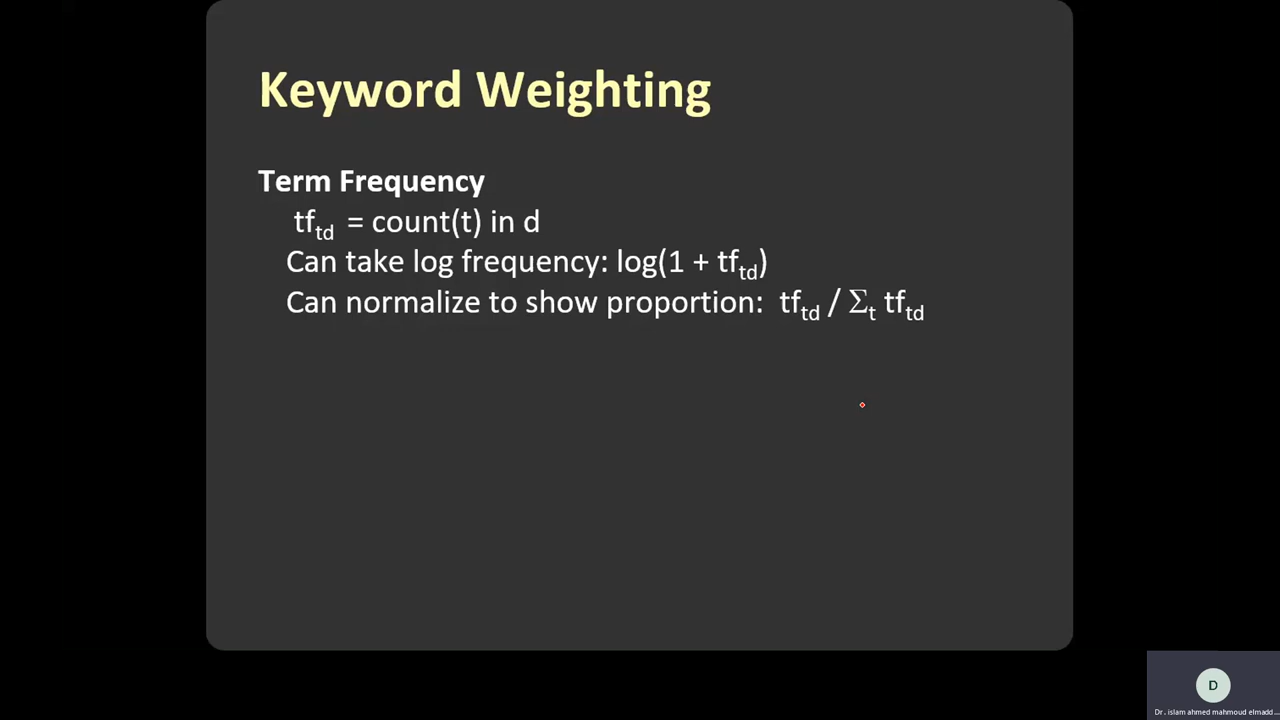 Keyword Weighting
Term Frequency
tftd = count(t) in d
Can take log frequency: log(1 + tftd)
Can normalize to show proportion: tftd / Σt tftd
D
Dr. islam ahmed mahmoud elmadd...